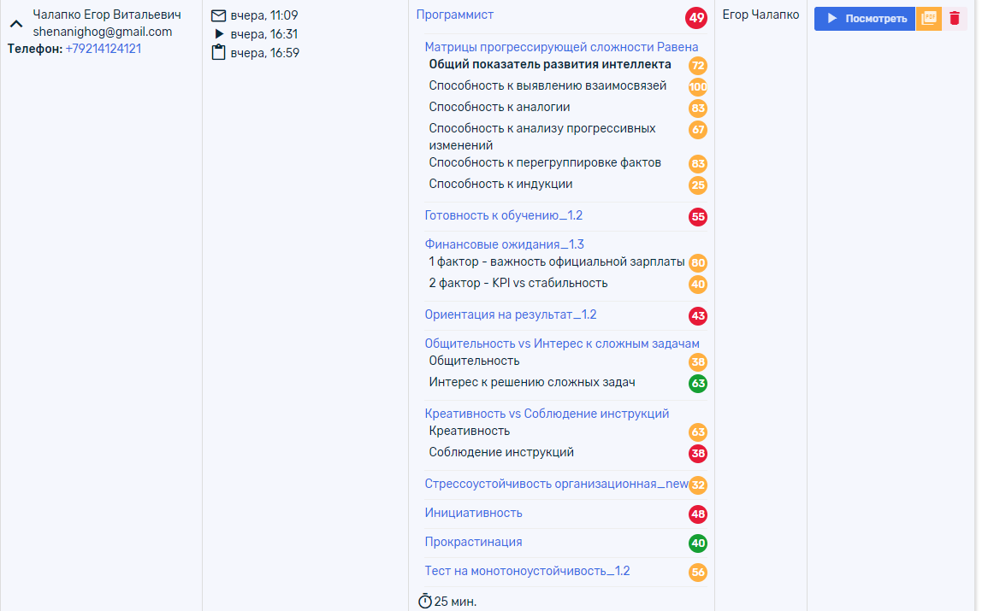 Чалапко Егор Витальевич
shenanighog@gmail.com
Телефон: +79214124121
вчера, 11:09
вчера, 16:31
вчера, 16:59
Программист 49
Матрицы прогрессирующей сложности Равена
Общий показатель развития интеллекта 72
Способность к выявлению взаимосвязей 100
Способность к аналогии 83
Способность к анализу прогрессивных
изменений 67
Способность к перегруппировке фактов 83
Способность к индукции 25
Готовность к обучению_1.2 55
Финансовые ожидания_1.3
1 фактор - важность официальной зарплаты 80
2 фактор - KPI vs стабильность 40
Ориентация на результат_1.2 43
Общительность vs Интерес к сложным задачам
Общительность 38
Интерес к решению сложных задач 63
Креативность vs Соблюдение инструкций
Креативность 63
Соблюдение инструкций 38
Стрессоустойчивость организационная_new 32
Инициативность 48
Прокрастинация 40
Тест на монотоноустойчивость_1.2 56
25 мин.
Егор Чалапко
Посмотреть
PDF